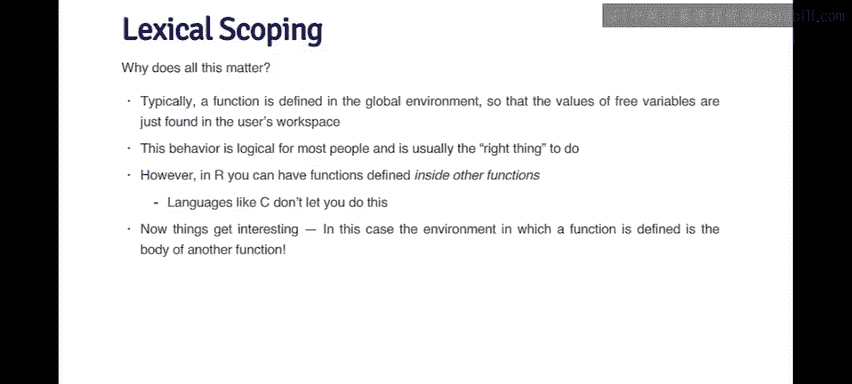 Lexical Scoping
Why does all this matter?
· Typically, a function is defined in the global environment, so that the values of free variables are
just found in the user's workspace
· This behavior is logical for most people and is usually the “right thing” to do
· However, in R you can have functions defined inside other functions
- Languages like C don't let you do this
· Now things get interesting — In this case the environment in which a function is defined is the
body of another function!